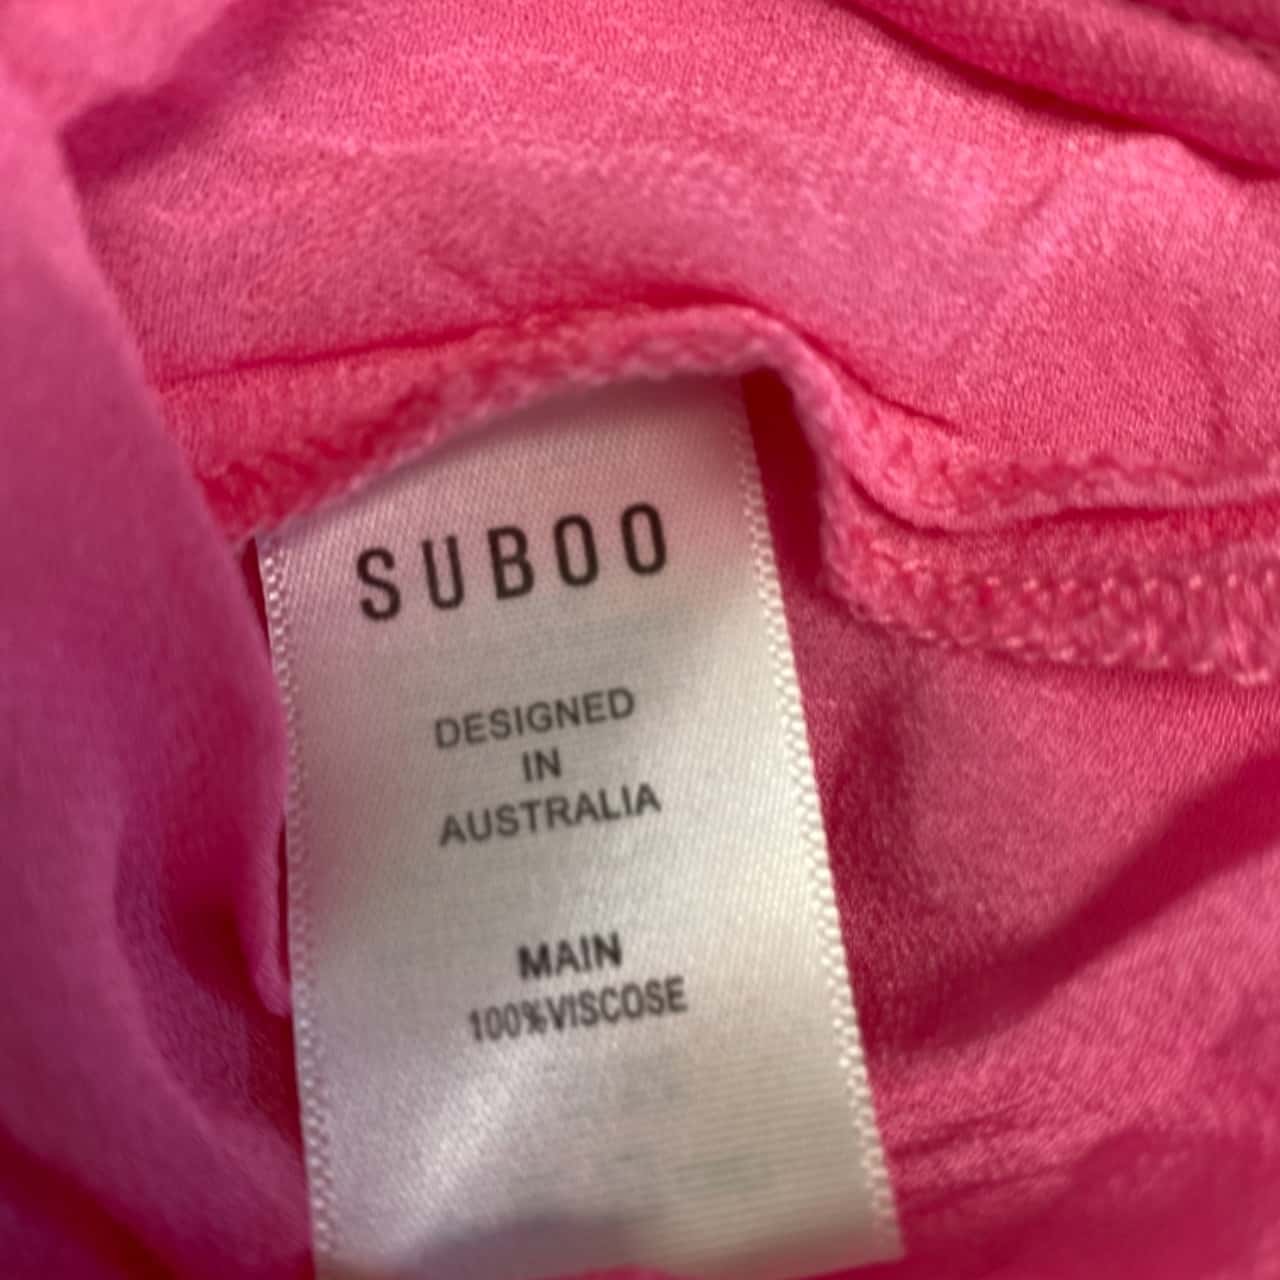 SUBOO
DESIGNED
IN
AUSTRALIA
MAIN
100%VISCOSE